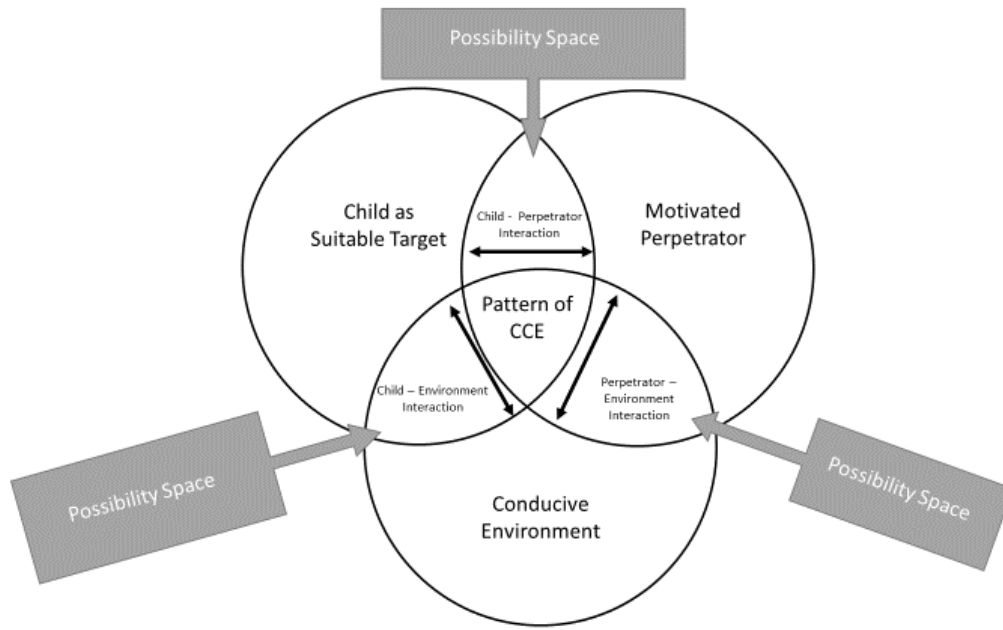 Possibility Space
Child as
Suitable Target
Motivated
Perpetrator
Child - Perpetrator
Interaction
Pattern of
CCE
Child – Environment
Interaction
Perpetrator –
Environment
Interaction
Possibility Space
Possibility Space
Conducive
Environment